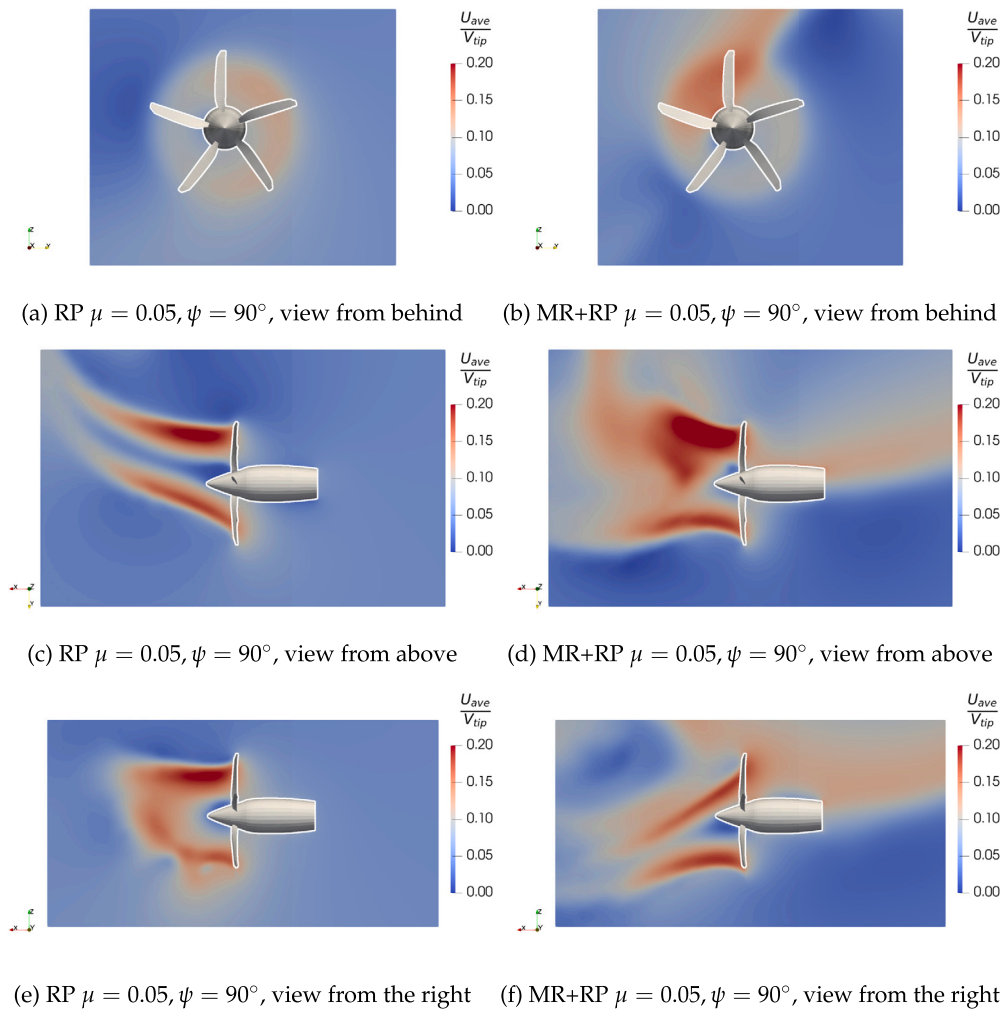 U_ave
V_tip
0.20
0.15
0.10
0.05
0.00
Z
X Y
U_ave
V_tip
0.20
0.15
0.10
0.05
0.00
Z
X Y
(a) RP μ = 0.05, ψ = 90°, view from behind
(b) MR+RP μ = 0.05, ψ = 90°, view from behind
U_ave
V_tip
0.20
0.15
0.10
0.05
0.00
X Z
Y
U_ave
V_tip
0.20
0.15
0.10
0.05
0.00
X Z
Y
(c) RP μ = 0.05, ψ = 90°, view from above
(d) MR+RP μ = 0.05, ψ = 90°, view from above
U_ave
V_tip
0.20
0.15
0.10
0.05
0.00
Z
X Y
U_ave
V_tip
0.20
0.15
0.10
0.05
0.00
Z
X Y
(e) RP μ = 0.05, ψ = 90°, view from the right
(f) MR+RP μ = 0.05, ψ = 90°, view from the right